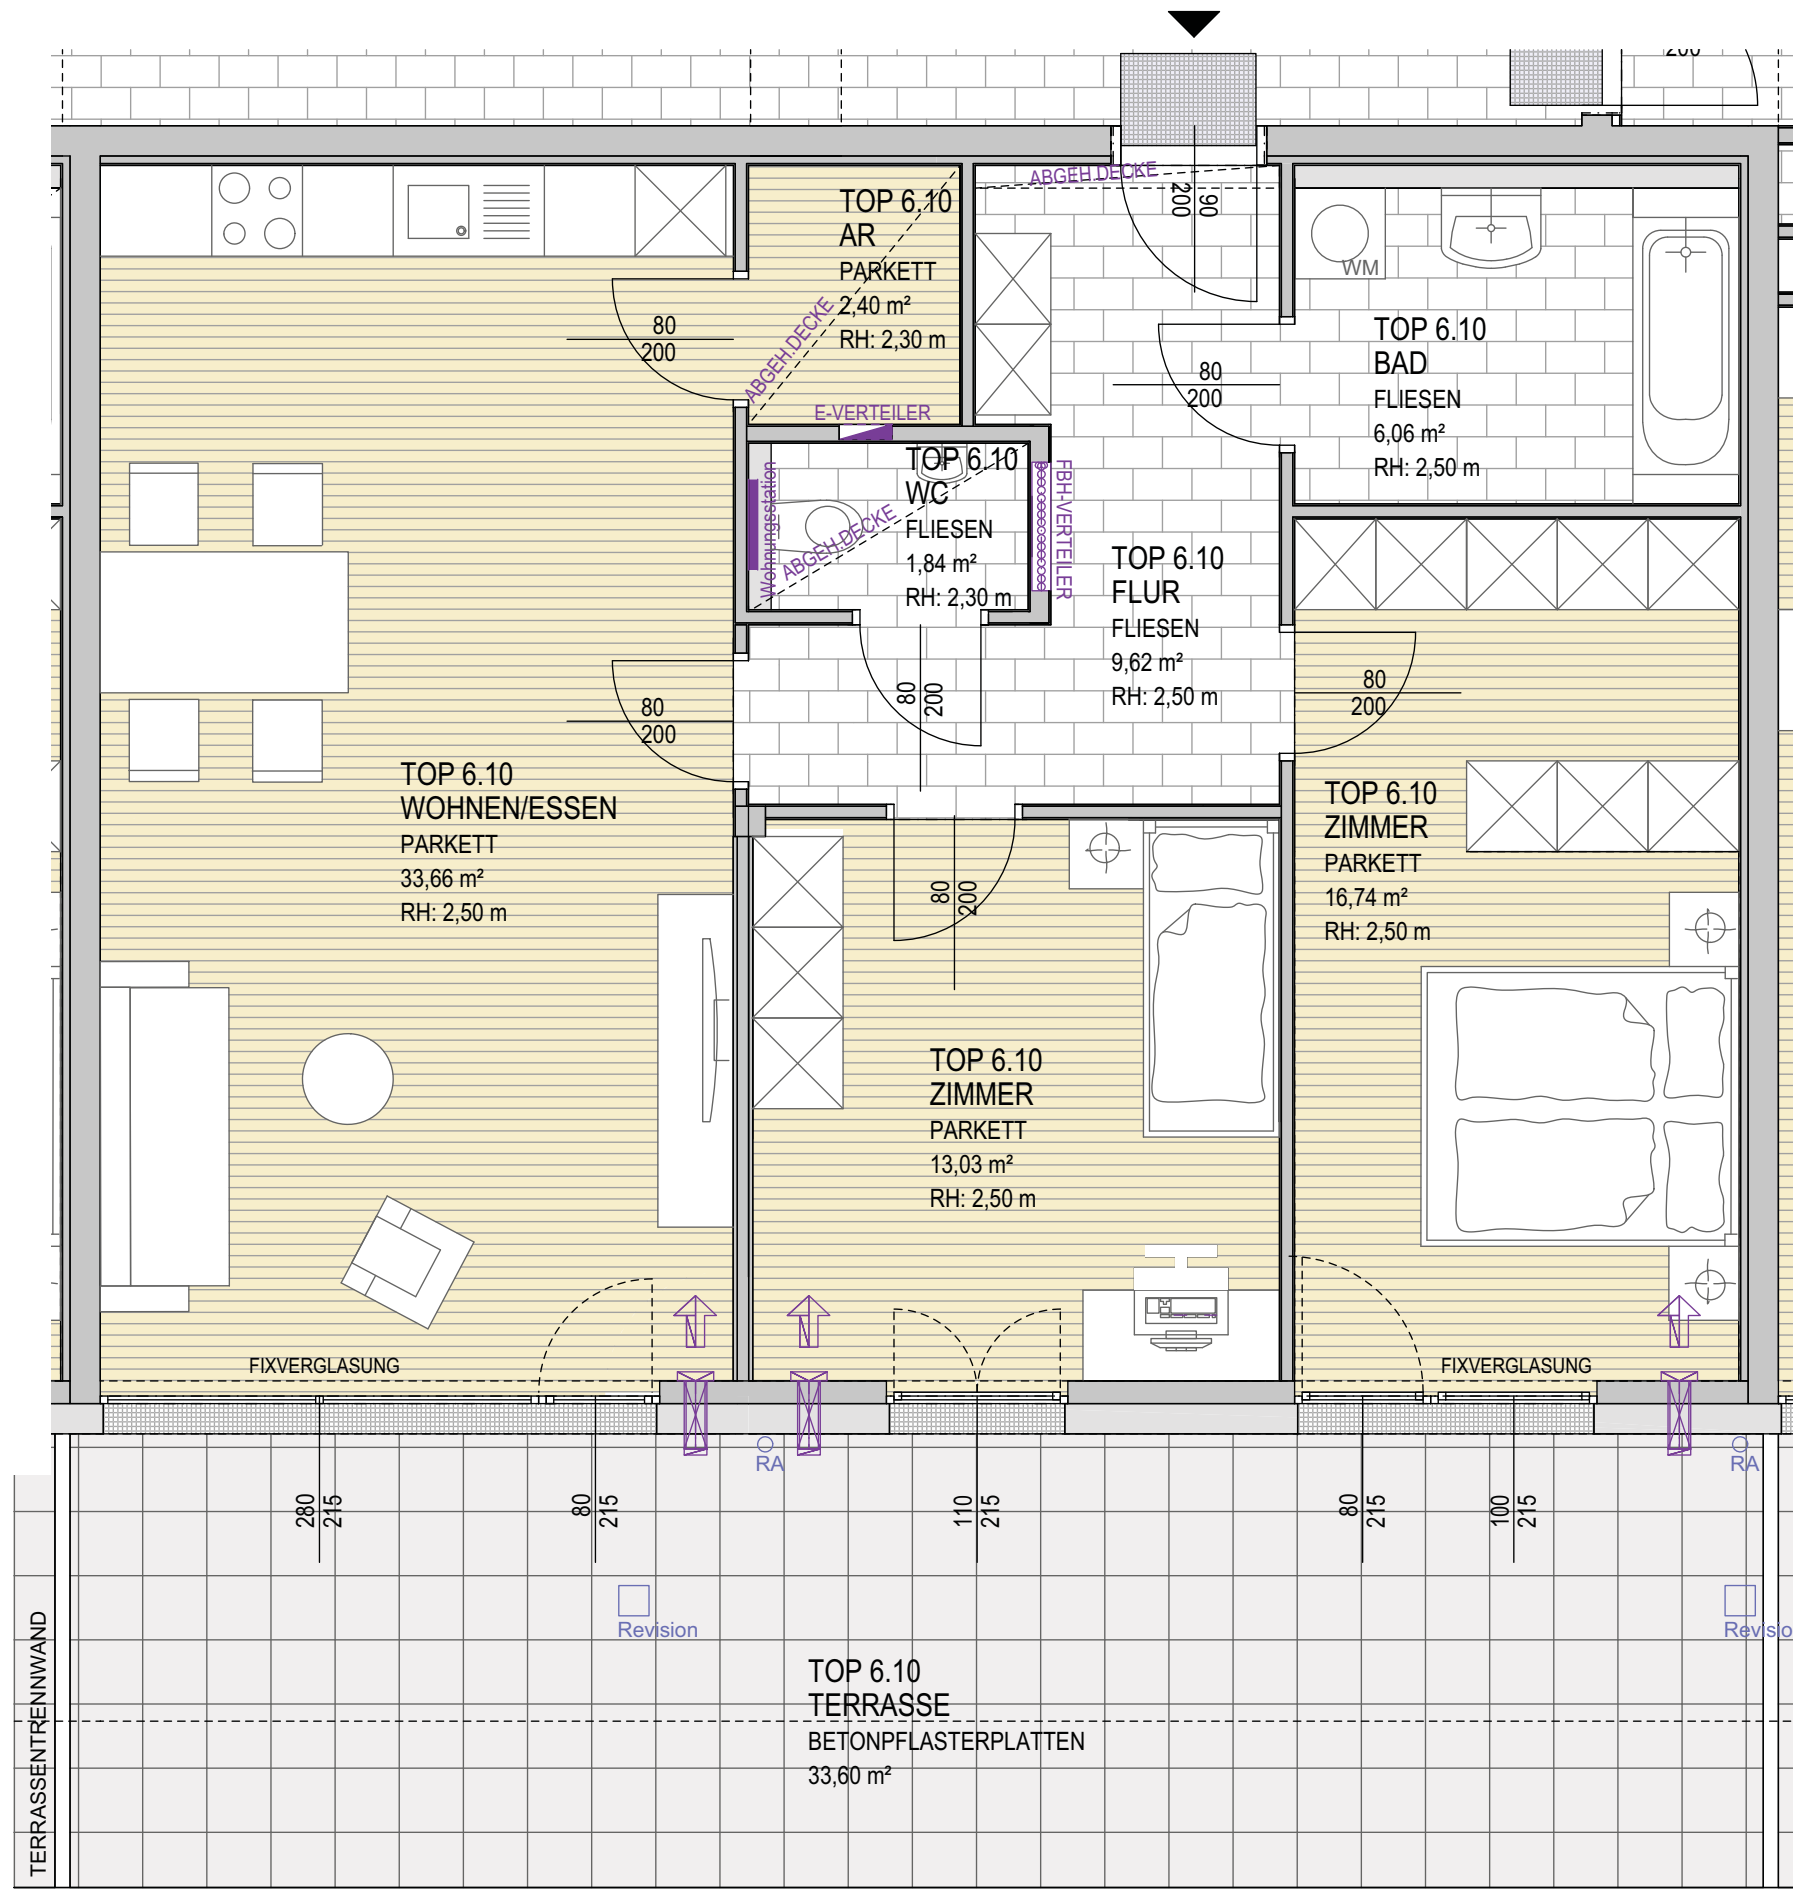 200
ABGEH.DECKE
90
200
TOP 6.10
AR
PARKETT
2,40 m²
RH: 2,30 m
ABGEH.DECKE
E-VERTEILER
80
200
WM
TOP 6.10
BAD
FLIESEN
6,06 m²
RH: 2,50 m
80
200
TOP 6.10
WC
FLIESEN
1,84 m²
RH: 2,30 m
ABGEH.DECKE
Wohnungsstation
FBH-VERTEILER
TOP 6.10
FLUR
FLIESEN
9,62 m²
RH: 2,50 m
80
200
80
200
80
200
TOP 6.10
WOHNEN/ESSEN
PARKETT
33,66 m²
RH: 2,50 m
TOP 6.10
ZIMMER
PARKETT
16,74 m²
RH: 2,50 m
80
200
TOP 6.10
ZIMMER
PARKETT
13,03 m²
RH: 2,50 m
FIXVERGLASUNG
FIXVERGLASUNG
RA
RA
280
215
80
215
110
215
80
215
100
215
Revision
Revisio
TERRASSENTRENNWAND
TOP 6.10
TERRASSE
BETONPFLASTERPLATTEN
33,60 m²